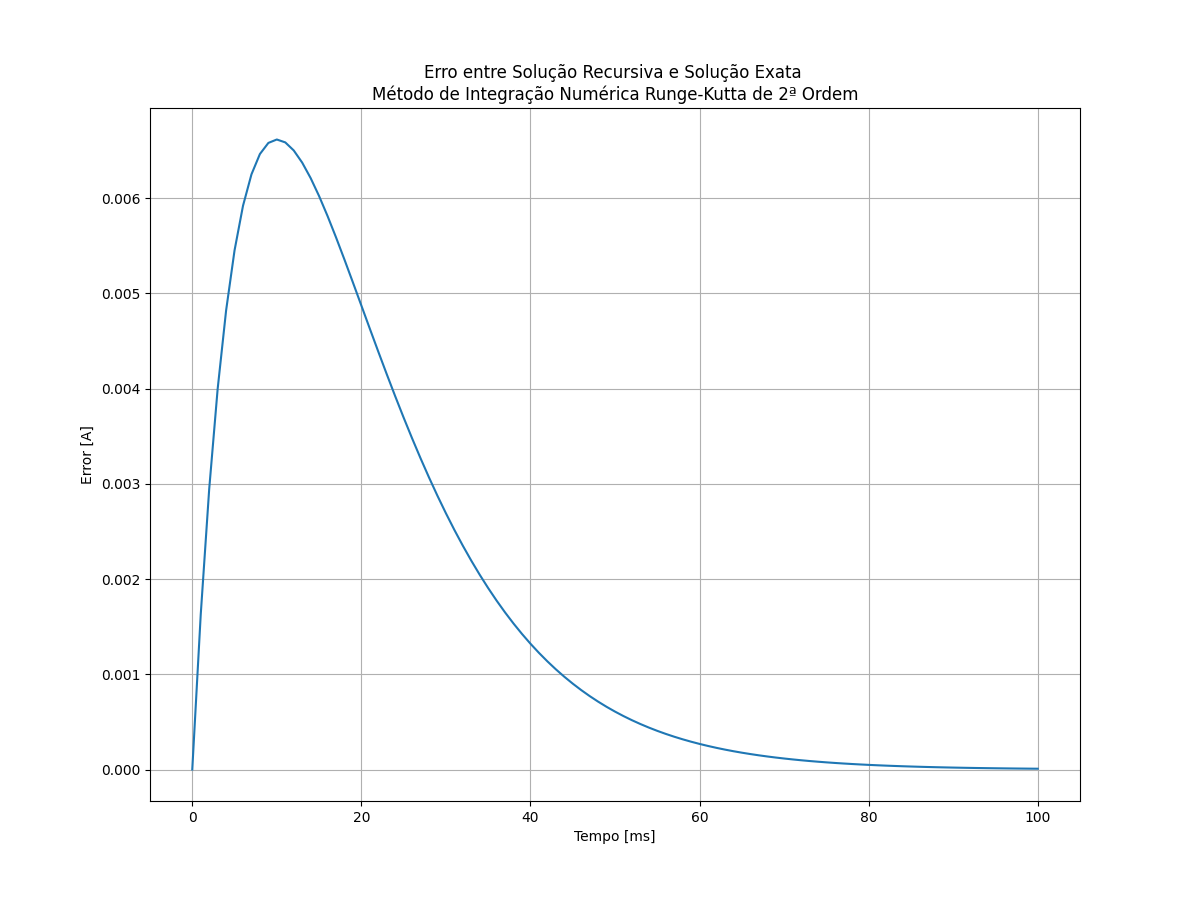 Erro entre Solução Recursiva e Solução Exata
Método de Integração Numérica Runge-Kutta de 2ª Ordem
Error [A]
0.006
0.005
0.004
0.003
0.002
0.001
0.000
0 20 40 60 80 100
Tempo [ms]